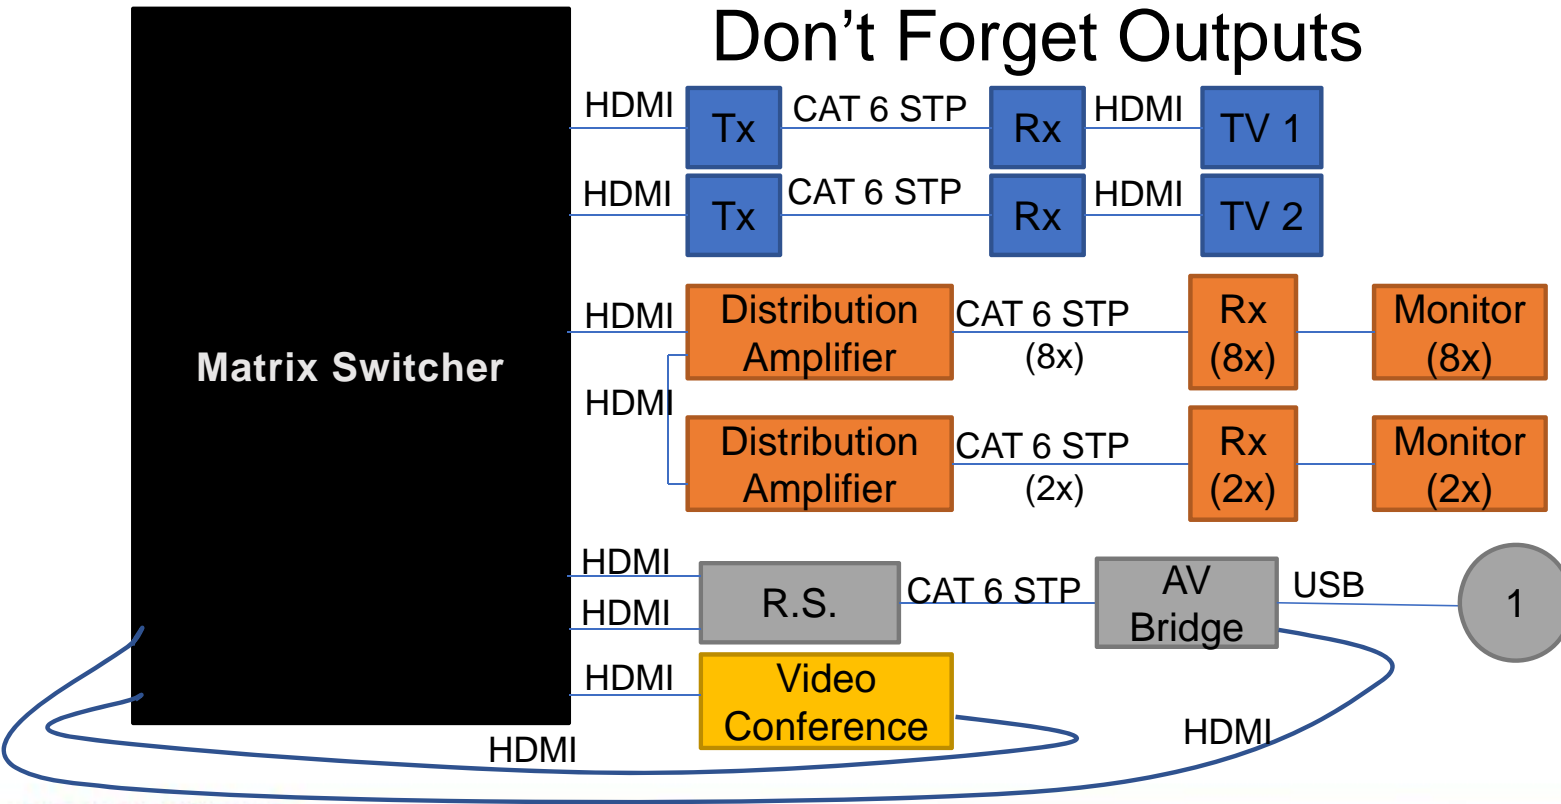 Don't Forget Outputs
HDMI
Tx
CAT 6 STP
Rx
HDMI
TV 1
HDMI
Tx
CAT 6 STP
Rx
HDMI
TV 2
Matrix Switcher
HDMI
Distribution
Amplifier
CAT 6 STP
(8x)
Rx
(8x)
Monitor
(8x)
HDMI
Distribution
Amplifier
CAT 6 STP
(2x)
Rx
(2x)
Monitor
(2x)
HDMI
HDMI
R.S.
CAT 6 STP
AV
Bridge
USB
1
HDMI
Video
Conference
HDMI
HDMI